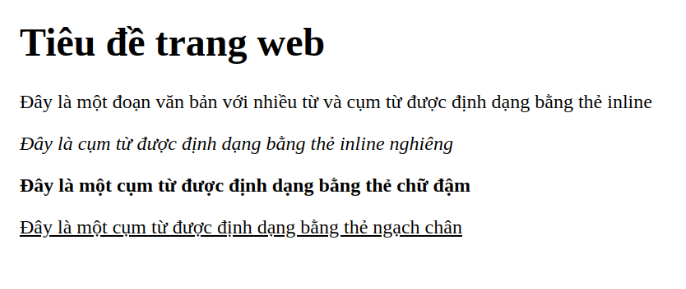 Tiêu đề trang web
Đây là một đoạn văn bản với nhiều từ và cụm từ được định dạng bằng thẻ inline
Đây là cụm từ được định dạng bằng thẻ inline nghiêng
Đây là một cụm từ được định dạng bằng thẻ chữ đậm
Đây là một cụm từ được định dạng bằng thẻ ngạch chân